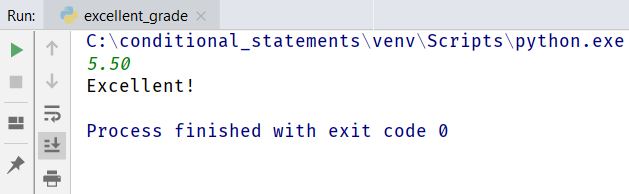 Run: excellent_grade
C:\conditional_statements\venv\Scripts\python.exe
5.50
Excellent!
Process finished with exit code 0